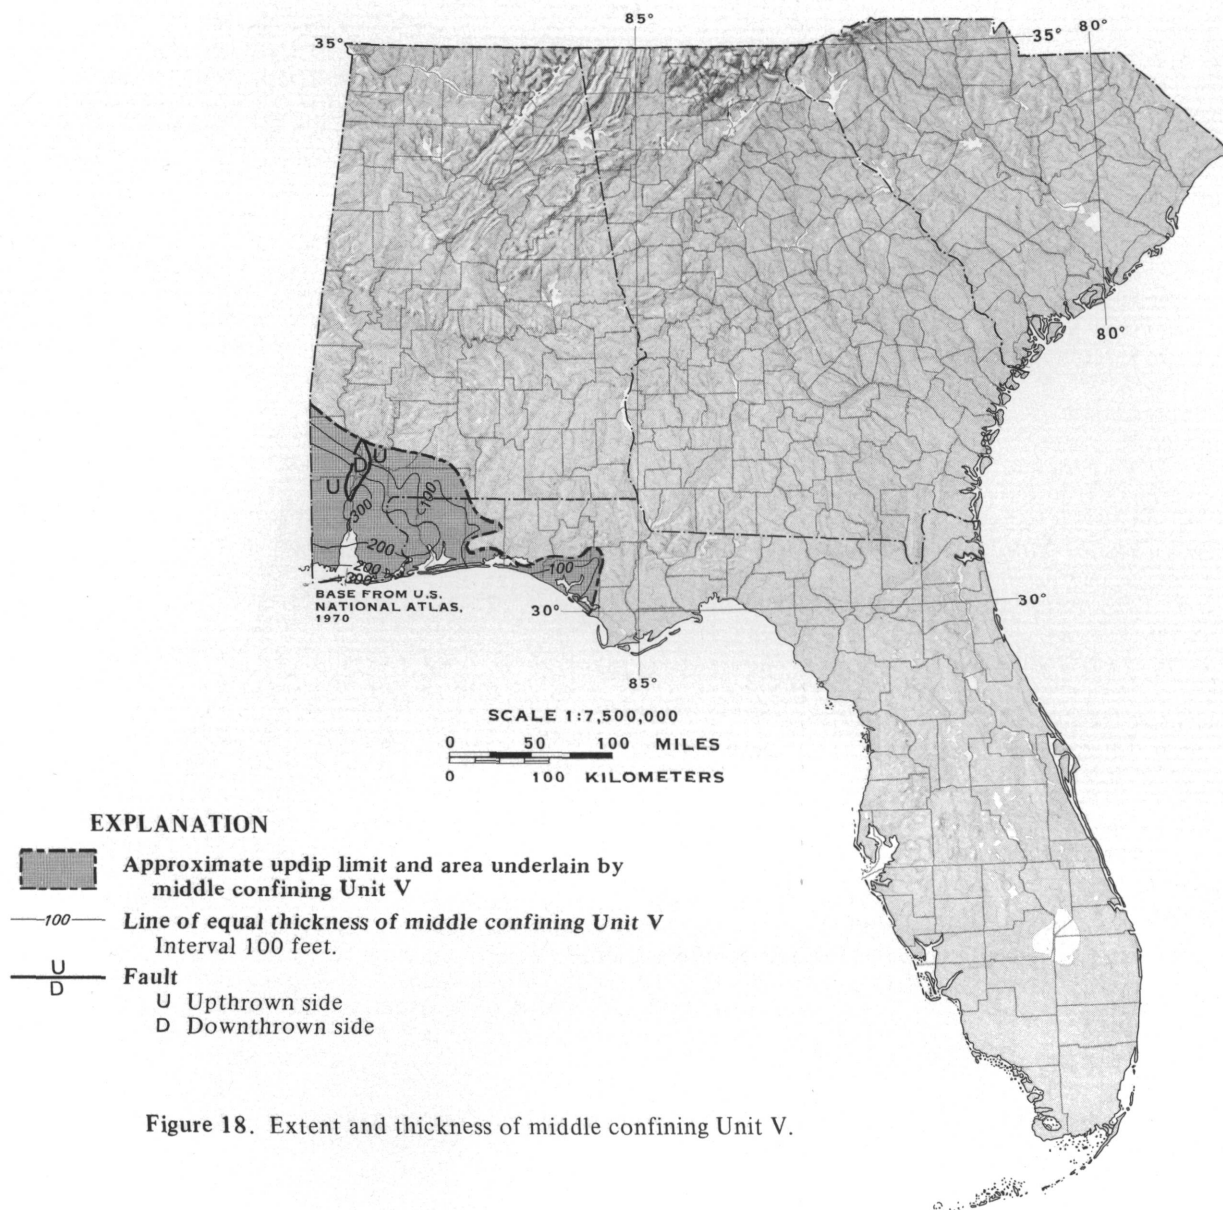 85°
35°
35°
80°
80°
U
D
U
100
300
200
200
300
100
BASE FROM U.S.
NATIONAL ATLAS,
1970
30°
30°
85°
SCALE 1:7,500,000
0 50 100 MILES
0 100 KILOMETERS
EXPLANATION
Approximate updip limit and area underlain by
middle confining Unit V
100
Line of equal thickness of middle confining Unit V
Interval 100 feet.
U
D
Fault
U Upthrown side
D Downthrown side
Figure 18. Extent and thickness of middle confining Unit V.